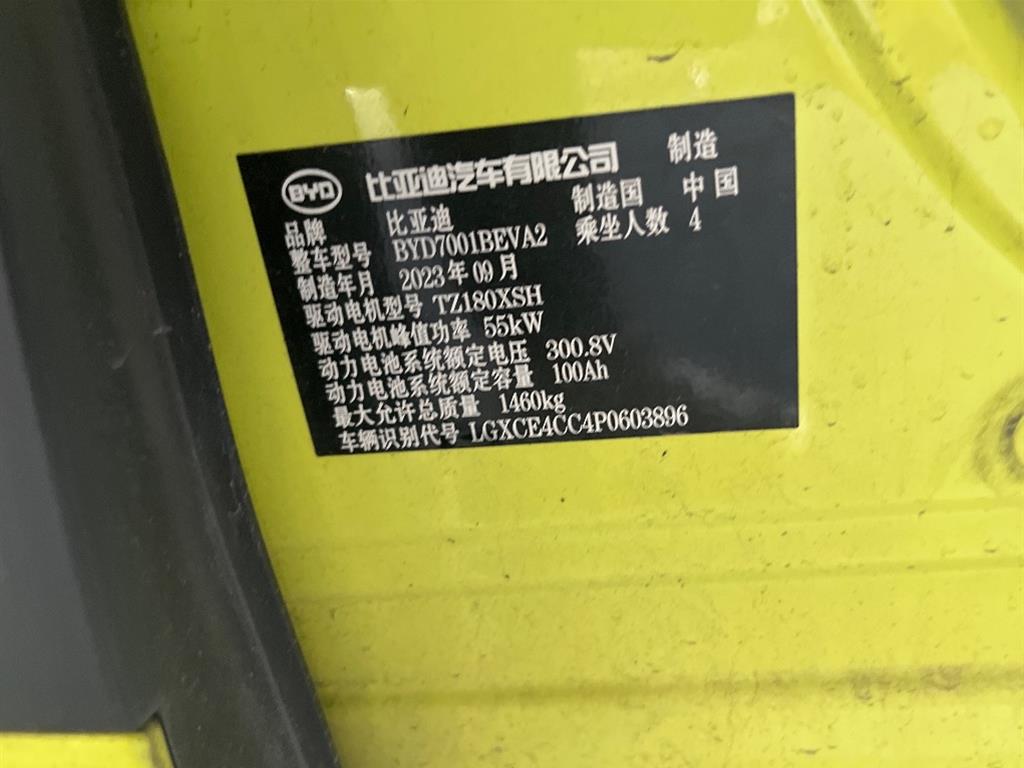 BYD 比亚迪汽车有限公司 制造
品牌 比亚迪 制造国 中国
整车型号 BYD7001BEVA2 乘坐人数 4
制造年月 2023年09月
驱动电机型号 TZ180XSH
驱动电机峰值功率 55kW
动力电池系统额定电压 300.8V
动力电池系统额定容量 100Ah
最大允许总质量 1460kg
车辆识别代号 LGXCE4CC4P0603896